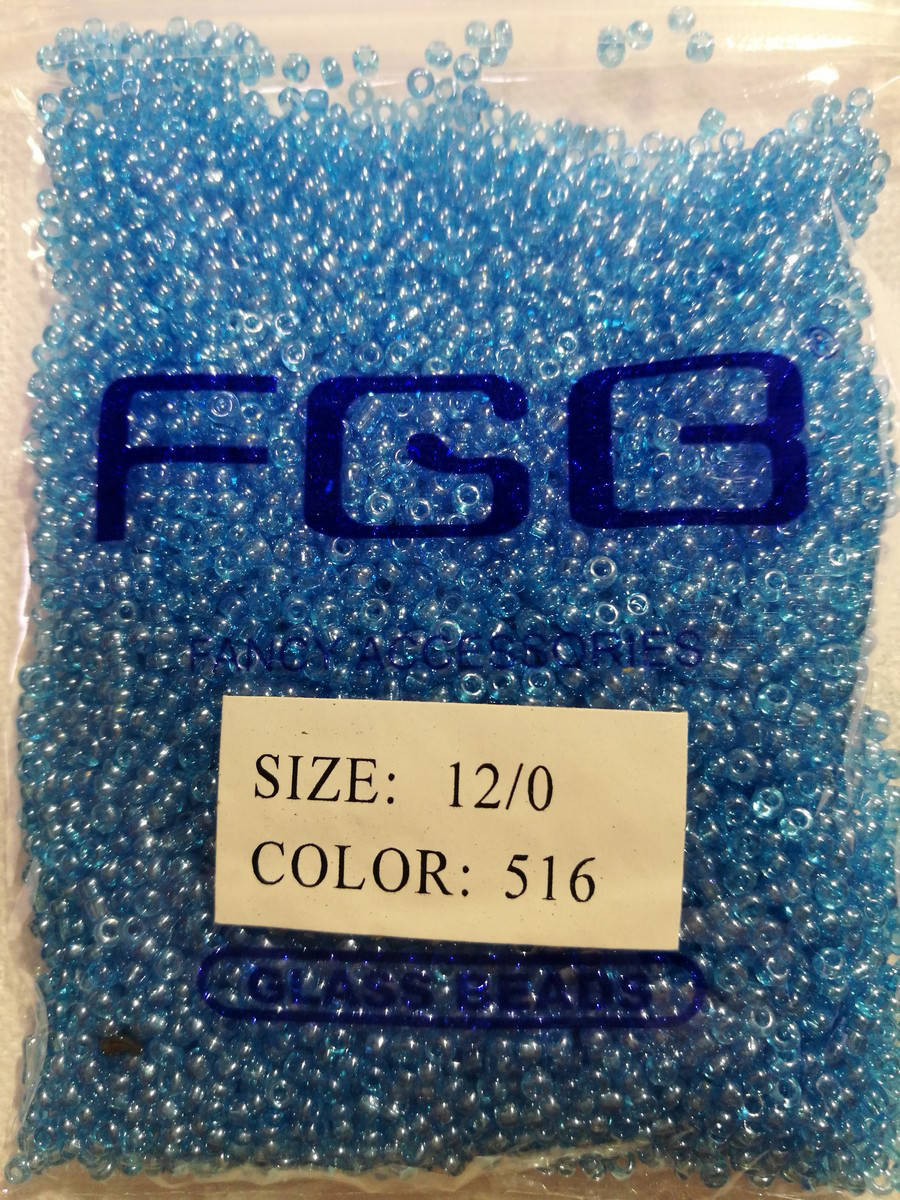 FGB
FANCY ACCESSORIES
SIZE: 12/0
COLOR: 516
GLASS BEADS